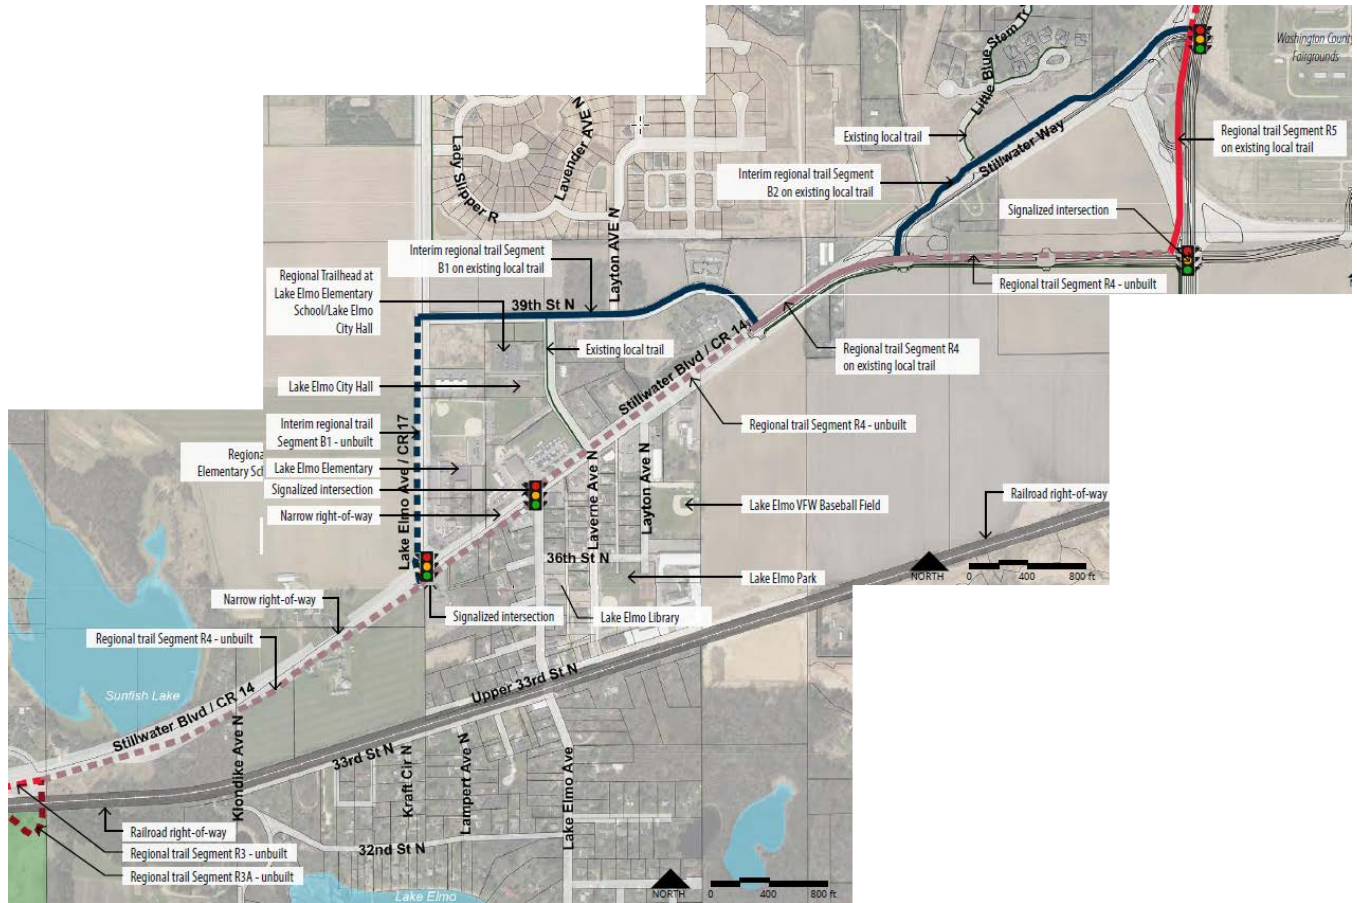 Little Blue Stem Tr
Washington County
Fairgrounds
Existing local trail
Regional trail Segment R5
on existing local trail
Stillwater Way
Interim regional trail Segment
B2 on existing local trail
Signalized intersection
Regional trail Segment R4 - unbuilt
Lady Slipper R
Lavender AVE N
Layton AVE N
Interim regional trail Segment
B1 on existing local trail
Regional Trailhead at
Lake Elmo Elementary
School/Lake Elmo
City Hall
39th St N
Existing local trail
Stillwater Blvd / CR 14
Regional trail Segment R4
on existing local trail
Lake Elmo City Hall
Regional trail Segment R4 - unbuilt
Interim regional trail
Segment B1 - unbuilt
Lake Elmo Ave / CR 17
Regiona
Elementary Sch
Lake Elmo Elementary
Signalized intersection
Narrow right-of-way
Laverne Ave N
Layton Ave N
Lake Elmo VFW Baseball Field
Railroad right-of-way
36th St N
Lake Elmo Park
NORTH
0 400 800 ft
Narrow right-of-way
Signalized intersection
Lake Elmo Library
Regional trail Segment R4 - unbuilt
Sunfish Lake
Stillwater Blvd / CR 14
Upper 33rd St N
33rd St N
Klondike Ave N
Kraft Cir N
Lampert Ave N
Lake Elmo Ave
Railroad right-of-way
32nd St N
Regional trail Segment R3 - unbuilt
Regional trail Segment R3A - unbuilt
Lake Elmo
NORTH
0 400 800 ft